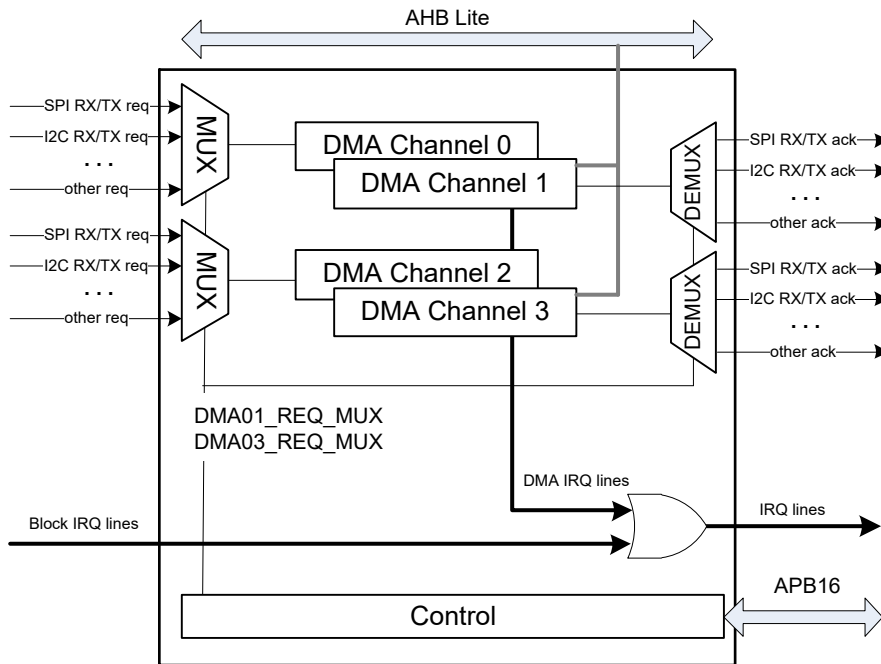 AHB Lite
SPI RX/TX req
I2C RX/TX req
. . .
other req
MUX
DMA Channel 0
DMA Channel 1
DEMUX
SPI RX/TX ack
I2C RX/TX ack
. . .
other ack
SPI RX/TX req
I2C RX/TX req
. . .
other req
MUX
DMA Channel 2
DMA Channel 3
DEMUX
SPI RX/TX ack
I2C RX/TX ack
. . .
other ack
DMA01_REQ_MUX
DMA03_REQ_MUX
DMA IRQ lines
Block IRQ lines
IRQ lines
APB16
Control